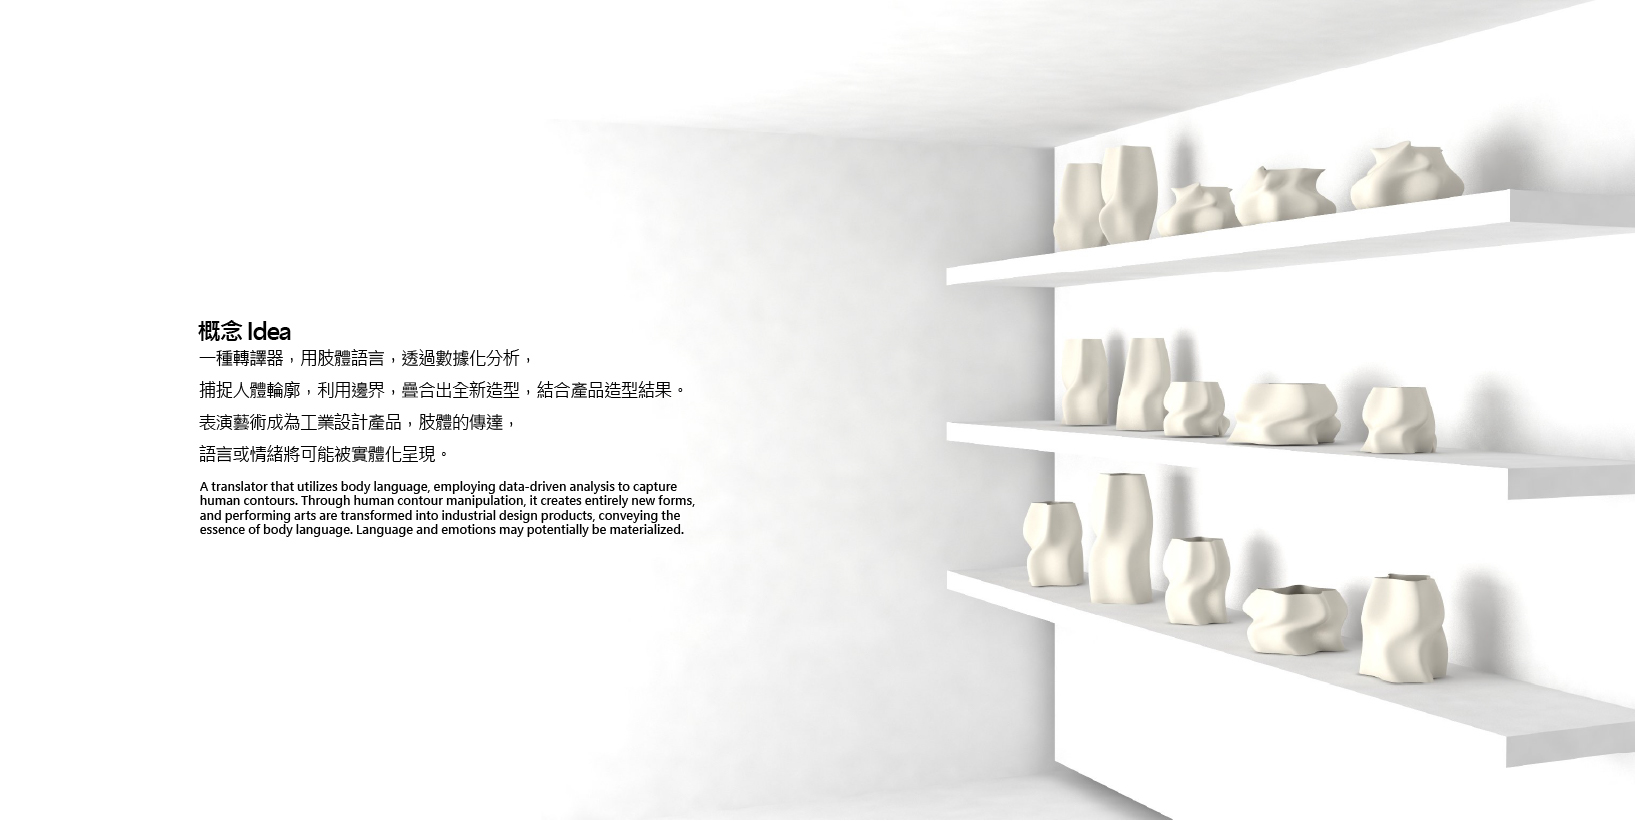 概念 Idea
一種轉譯器，用肢體語言，透過數據化分析，
捕捉人體輪廓，利用邊界，疊合出全新造型，結合產品造型結果。
表演藝術成為工業設計產品，肢體的傳達，
語言或情緒將可能被實體化呈現。
A translator that utilizes body language, employing data-driven analysis to capture
human contours. Through human contour manipulation, it creates entirely new forms,
and performing arts are transformed into industrial design products, conveying the
essence of body language. Language and emotions may potentially be materialized.